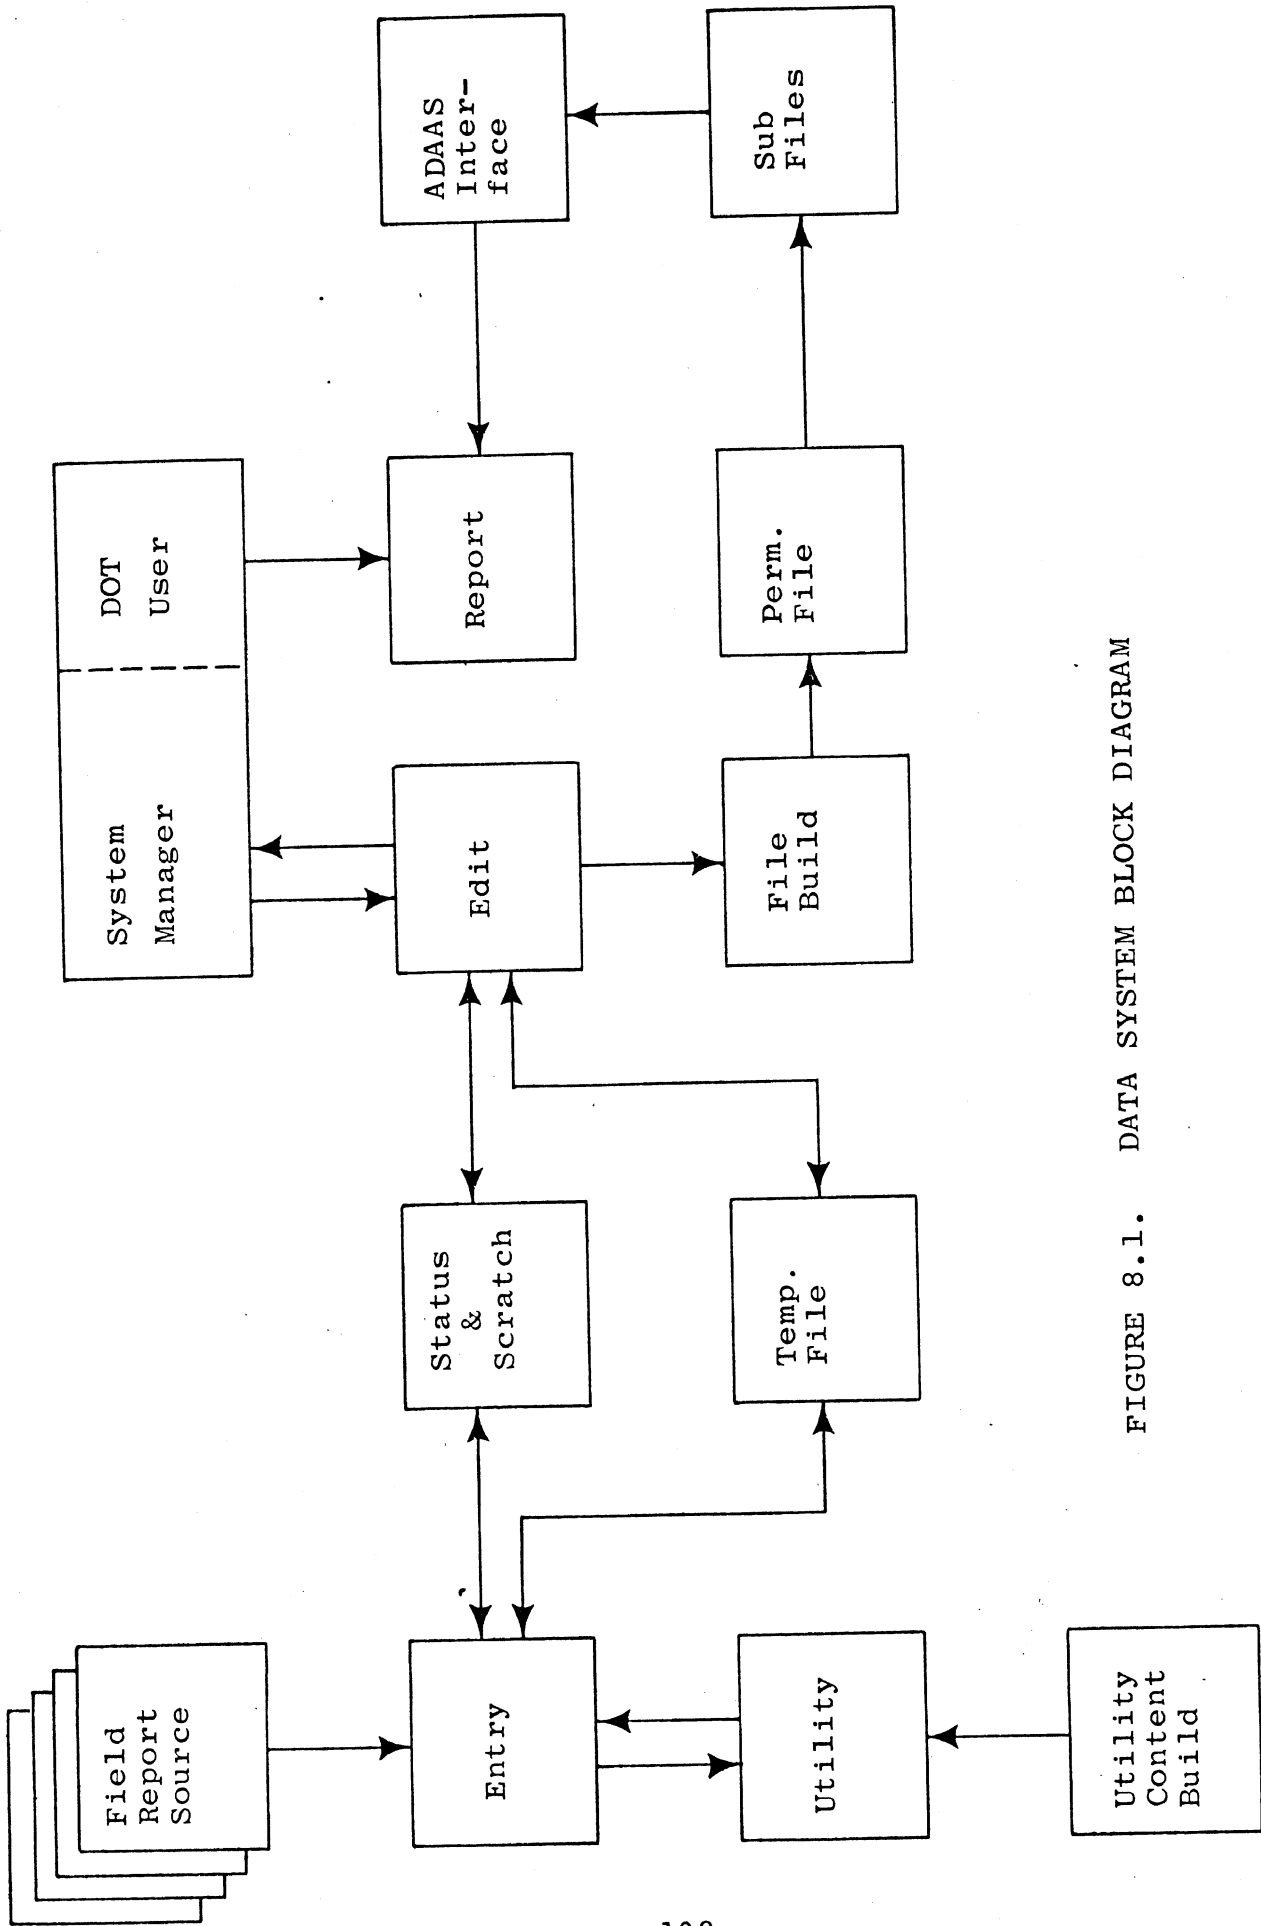 Field
Report
Source
System
Manager
DOT
User
Entry
Status
&
Scratch
Edit
Report
ADAAS
Inter-
face
Utility
Temp.
File
File
Build
Perm.
File
Sub
Files
Utility
Content
Build
FIGURE 8.1. DATA SYSTEM BLOCK DIAGRAM